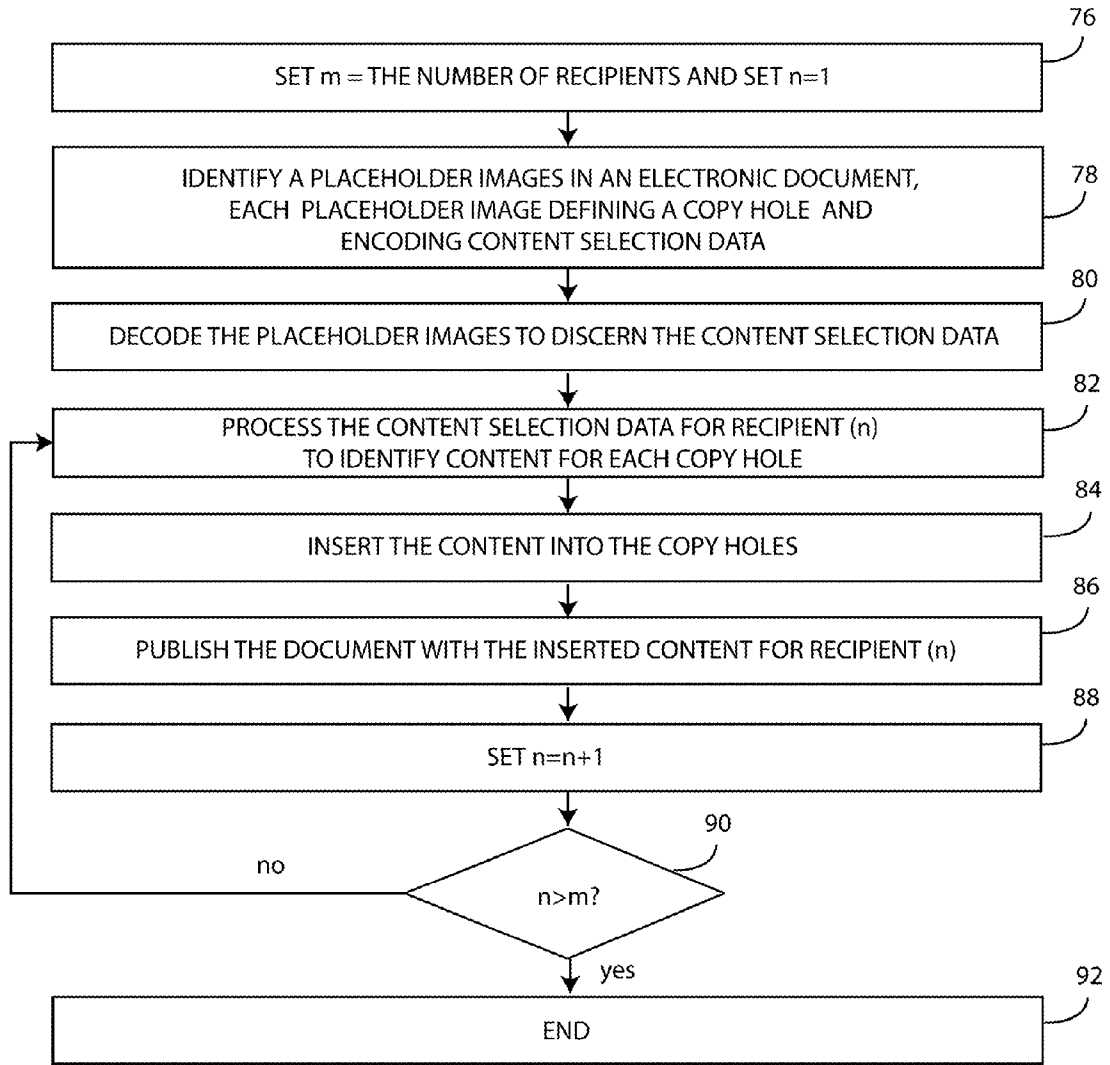 76
SET m = THE NUMBER OF RECIPIENTS AND SET n=1
78
IDENTIFY A PLACEHOLDER IMAGES IN AN ELECTRONIC DOCUMENT,
EACH PLACEHOLDER IMAGE DEFINING A COPY HOLE AND
ENCODING CONTENT SELECTION DATA
80
DECODE THE PLACEHOLDER IMAGES TO DISCERN THE CONTENT SELECTION DATA
82
PROCESS THE CONTENT SELECTION DATA FOR RECIPIENT (n)
TO IDENTIFY CONTENT FOR EACH COPY HOLE
84
INSERT THE CONTENT INTO THE COPY HOLES
86
PUBLISH THE DOCUMENT WITH THE INSERTED CONTENT FOR RECIPIENT (n)
88
SET n=n+1
90
no
n>m?
yes
92
END